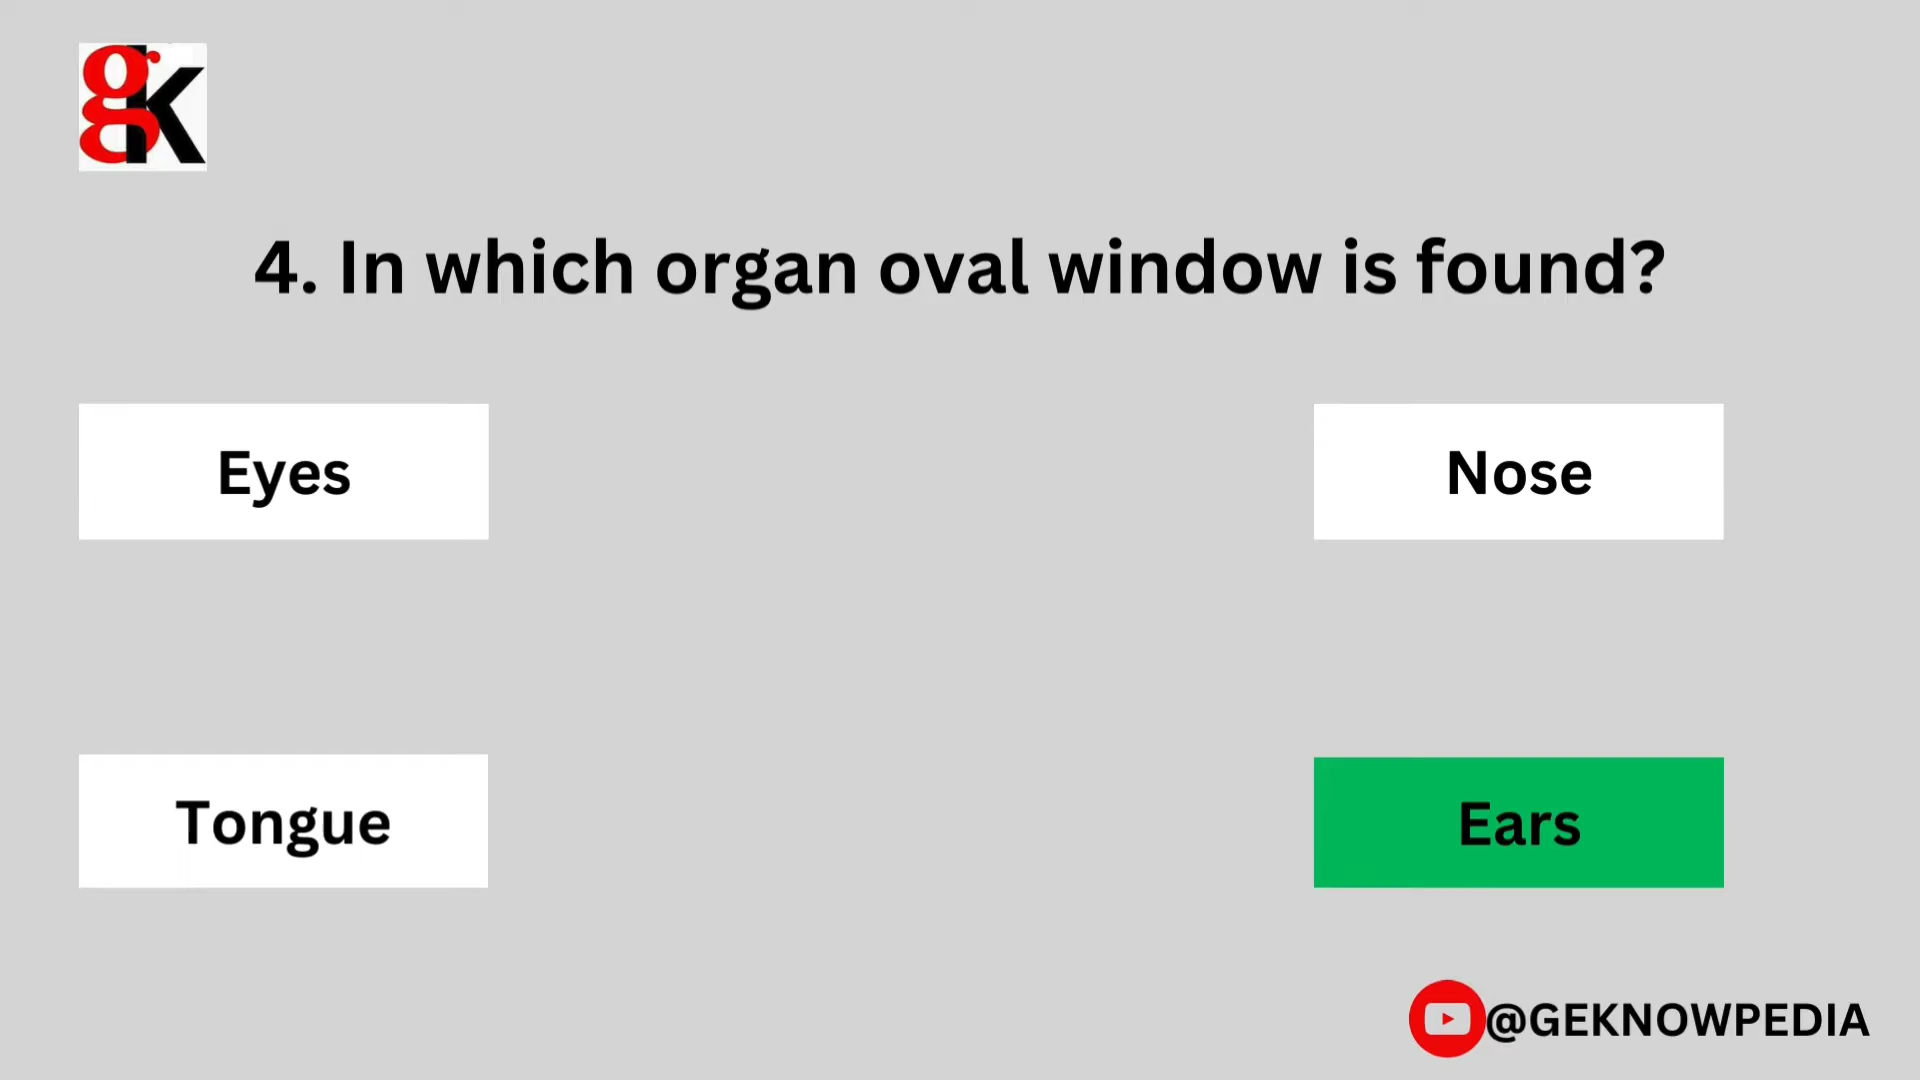 gk
4. In which organ oval window is found?
Eyes
Nose
Tongue
Ears
@GEKNOWPEDIA